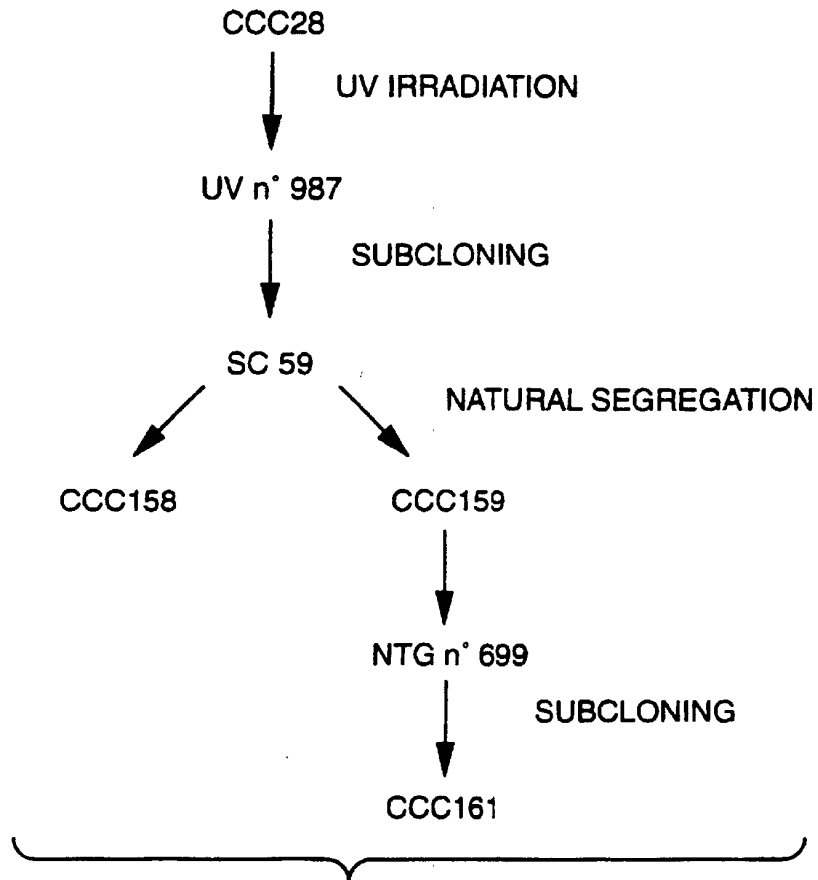 CCC28
UV IRRADIATION
UV n° 987
SUBCLONING
SC 59
NATURAL SEGREGATION
CCC158
CCC159
NTG n° 699
SUBCLONING
CCC161